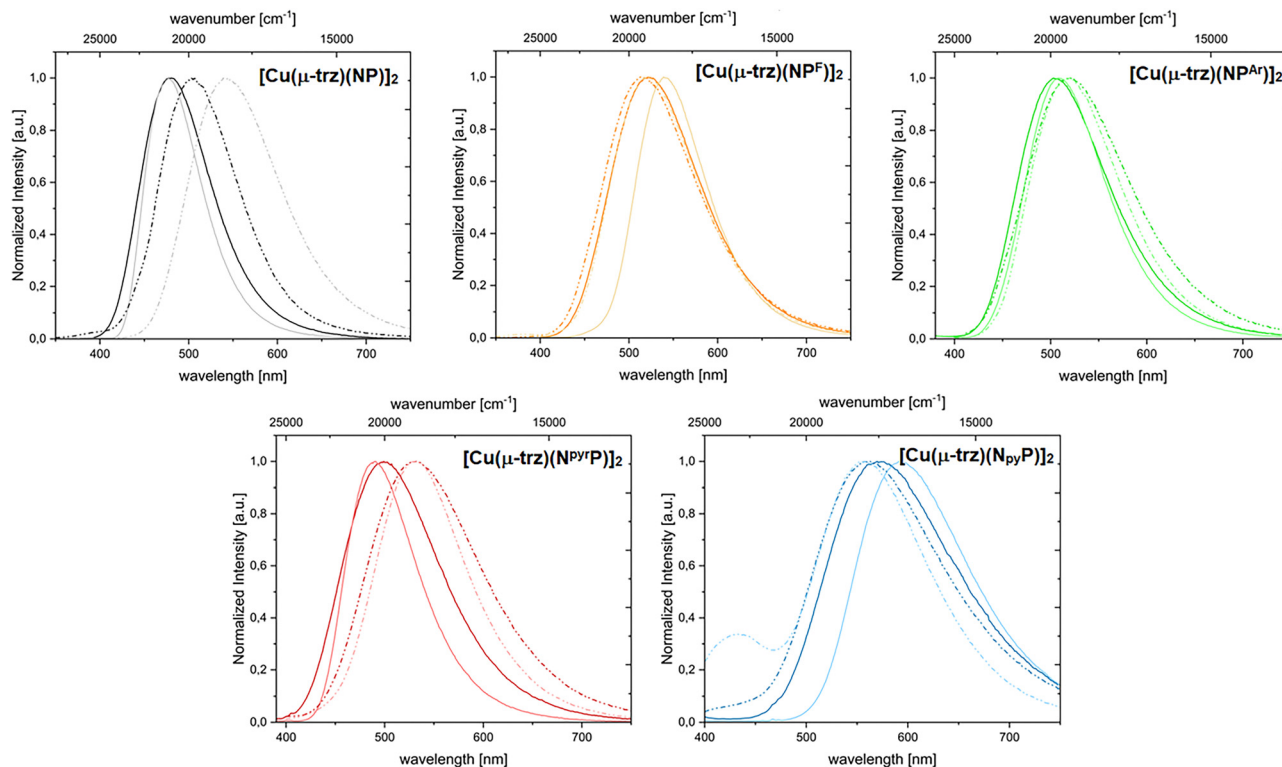 wavenumber [cm⁻¹]
25000 20000 15000
[Cu(μ-trz)(NP)]₂
1,0
0,8
0,6
0,4
0,2
0,0
Normalized Intensity [a.u.]
400 500 600 700
wavelength [nm]
wavenumber [cm⁻¹]
25000 20000 15000
[Cu(μ-trz)(NPᶠ)]₂
1,0
0,8
0,6
0,4
0,2
0,0
Normalized Intensity [a.u.]
400 500 600 700
wavelength [nm]
wavenumber [cm⁻¹]
25000 20000 15000
[Cu(μ-trz)(NPᴬʳ)]₂
1,0
0,8
0,6
0,4
0,2
0,0
Normalized Intensity [a.u.]
400 500 600 700
wavelength [nm]
wavenumber [cm⁻¹]
25000 20000 15000
[Cu(μ-trz)(NᵖʸʳP)]₂
1,0
0,8
0,6
0,4
0,2
0,0
Normalized Intensity [a.u.]
400 500 600 700
wavelength [nm]
wavenumber [cm⁻¹]
25000 20000 15000
[Cu(μ-trz)(NpyP)]₂
1,0
0,8
0,6
0,4
0,2
0,0
Normalized Intensity [a.u.]
400 500 600 700
wavelength [nm]